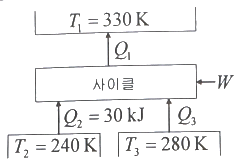 T₁ = 330 K
Q₁
사이클
W
Q₂ = 30 kJ
Q₃
T₂ = 240 K
T₃ = 280 K